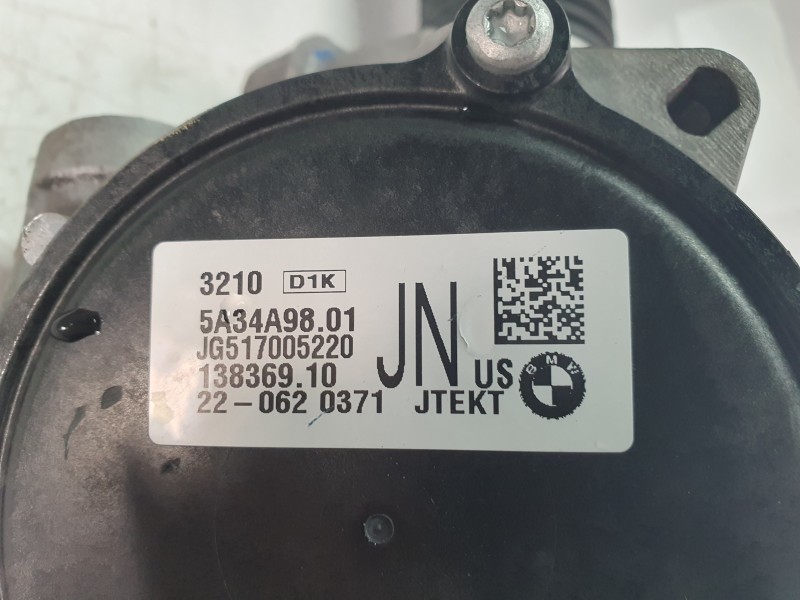 3210 D1K
5A34A98.01
JG517005220
138369.10
JN US
BMW
22-062 0371 JTEKT